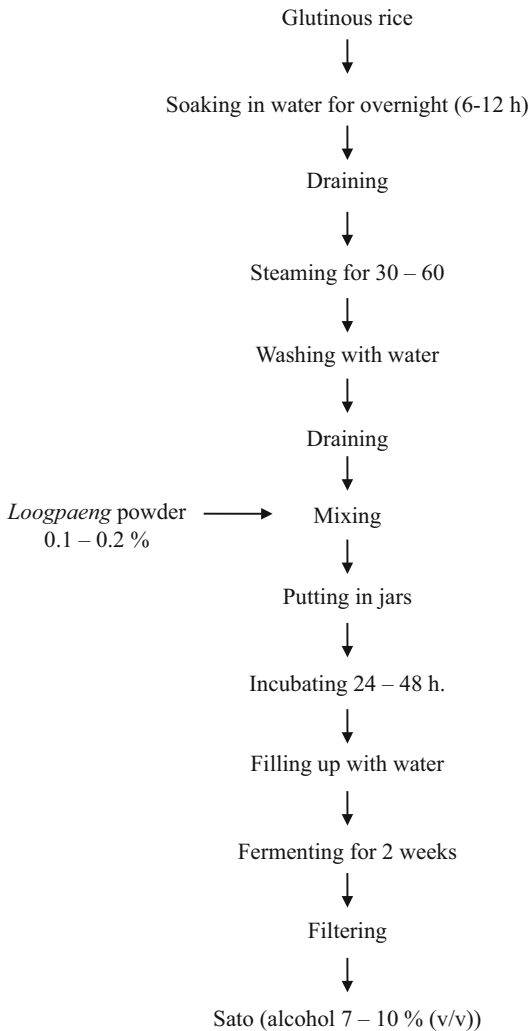 Glutinous rice
Soaking in water for overnight (6-12 h)
Draining
Steaming for 30 – 60
Washing with water
Draining
Loogpaeng powder
0.1 – 0.2 %
Mixing
Putting in jars
Incubating 24 – 48 h.
Filling up with water
Fermenting for 2 weeks
Filtering
Sato (alcohol 7 – 10 % (v/v))